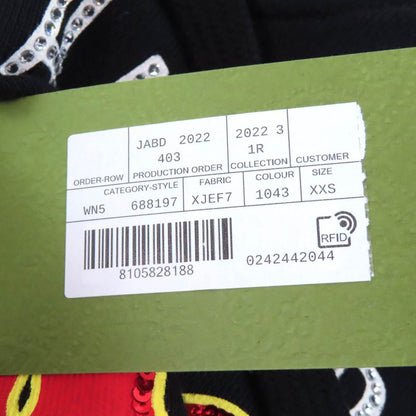 JABD 2022 2022 3
403 1R
ORDER-ROW PRODUCTION ORDER COLLECTION CUSTOMER
CATEGORY-STYLE FABRIC COLOUR SIZE
WN5 688197 XJEF7 1043 XXS
8105828188 0242442044
RFID